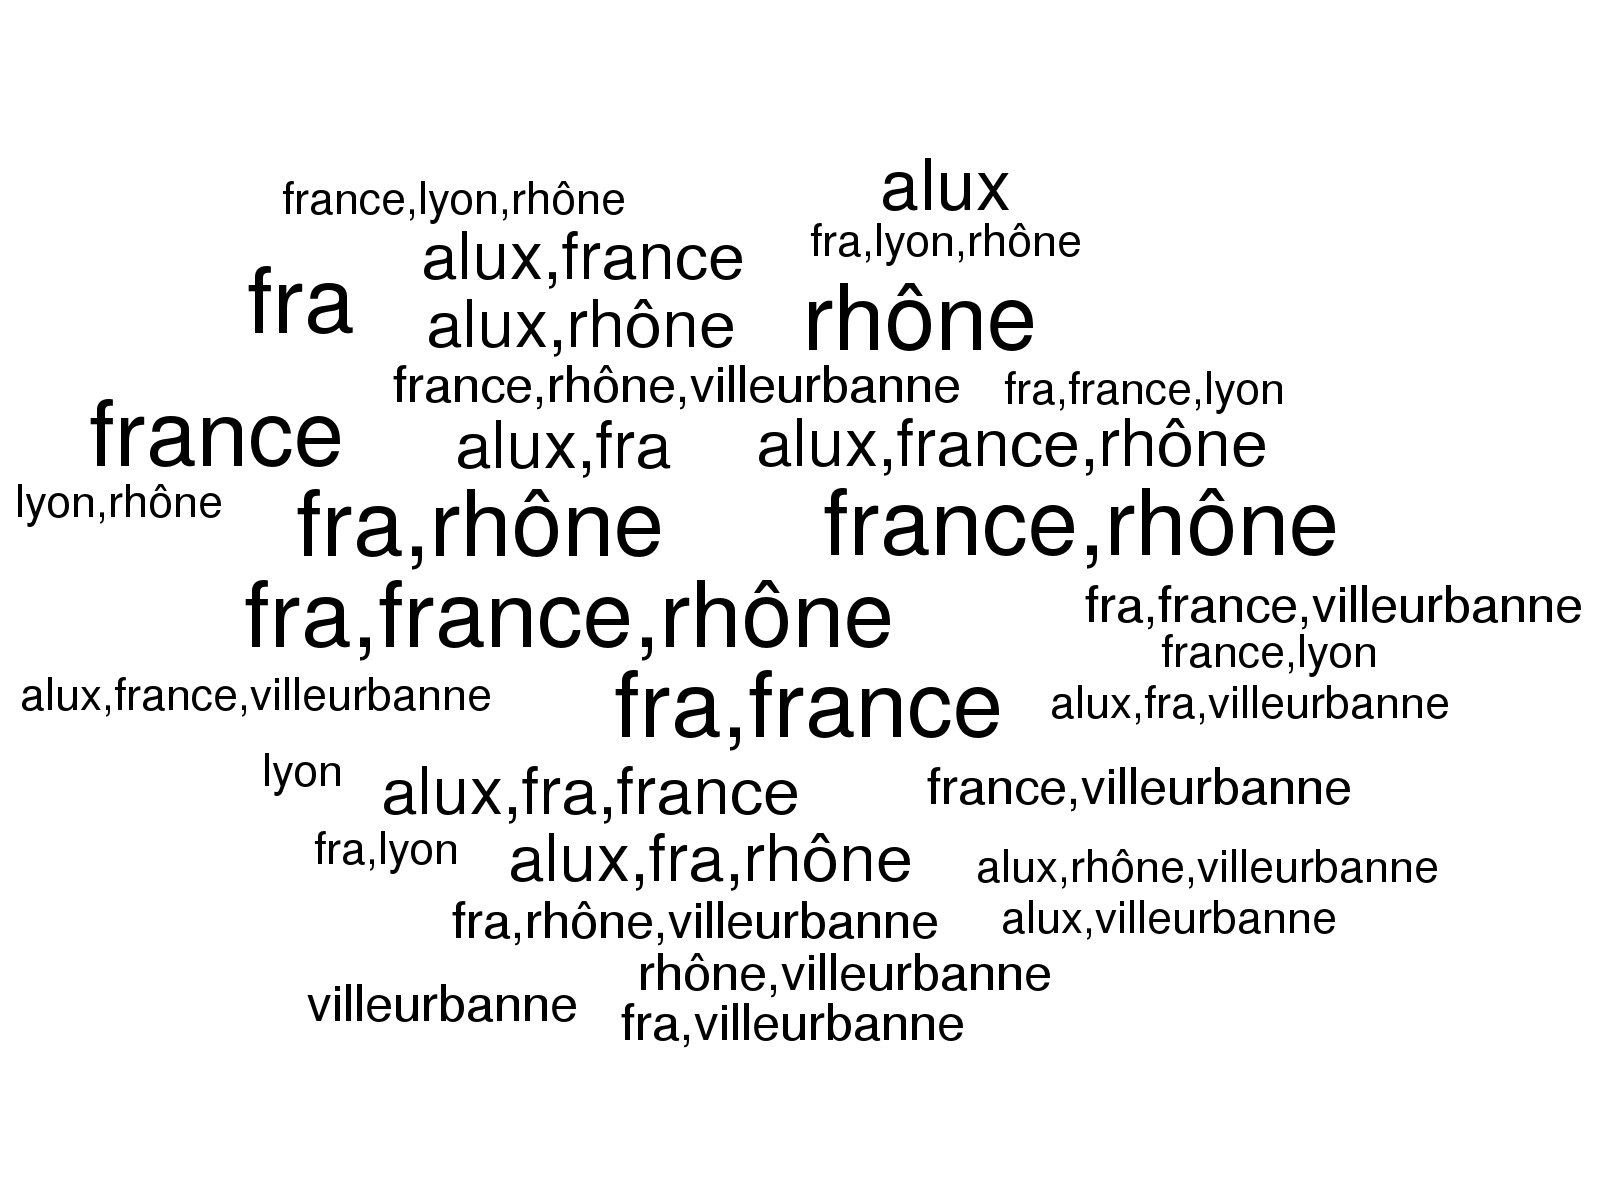 alux
france,lyon,rhône
fra,lyon,rhône
alux,france
fra
rhône
alux,rhône
france,rhône,villeurbanne
fra,france,lyon
france
alux,fra
alux,france,rhône
lyon,rhône
fra,rhône
france,rhône
fra,france,rhône
fra,france,villeurbanne
france,lyon
alux,france,villeurbanne
fra,france
alux,fra,villeurbanne
lyon
alux,fra,france
france,villeurbanne
fra,lyon
alux,fra,rhône
alux,rhône,villeurbanne
fra,rhône,villeurbanne
alux,villeurbanne
rhône,villeurbanne
villeurbanne
fra,villeurbanne